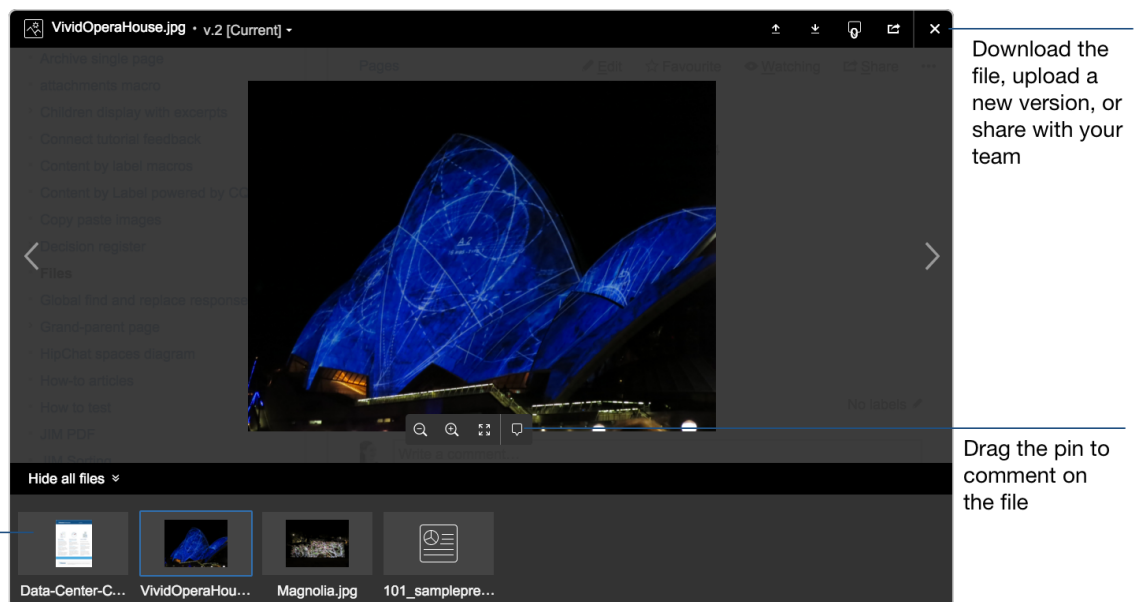 VividOperaHouse.jpg • v.2 [Current]
0
Download the
file, upload a
new version, or
share with your
team
Archive single page
Pages
Edit
Favourite
Watching
Share
attachments macro
Children display with excerpts
Connect tutorial feedback
Content by label macros
Content by Label powered by CC
Copy paste images
Decision register
Files
Global find and replace response
Grand-parent page
HipChat spaces diagram
How-to articles
How to test
No labels
JIM PDF
Write a comment...
Drag the pin to
comment on
the file
Hide all files
Data-Center-C...
VividOperaHou...
Magnolia.jpg
101_samplepre...